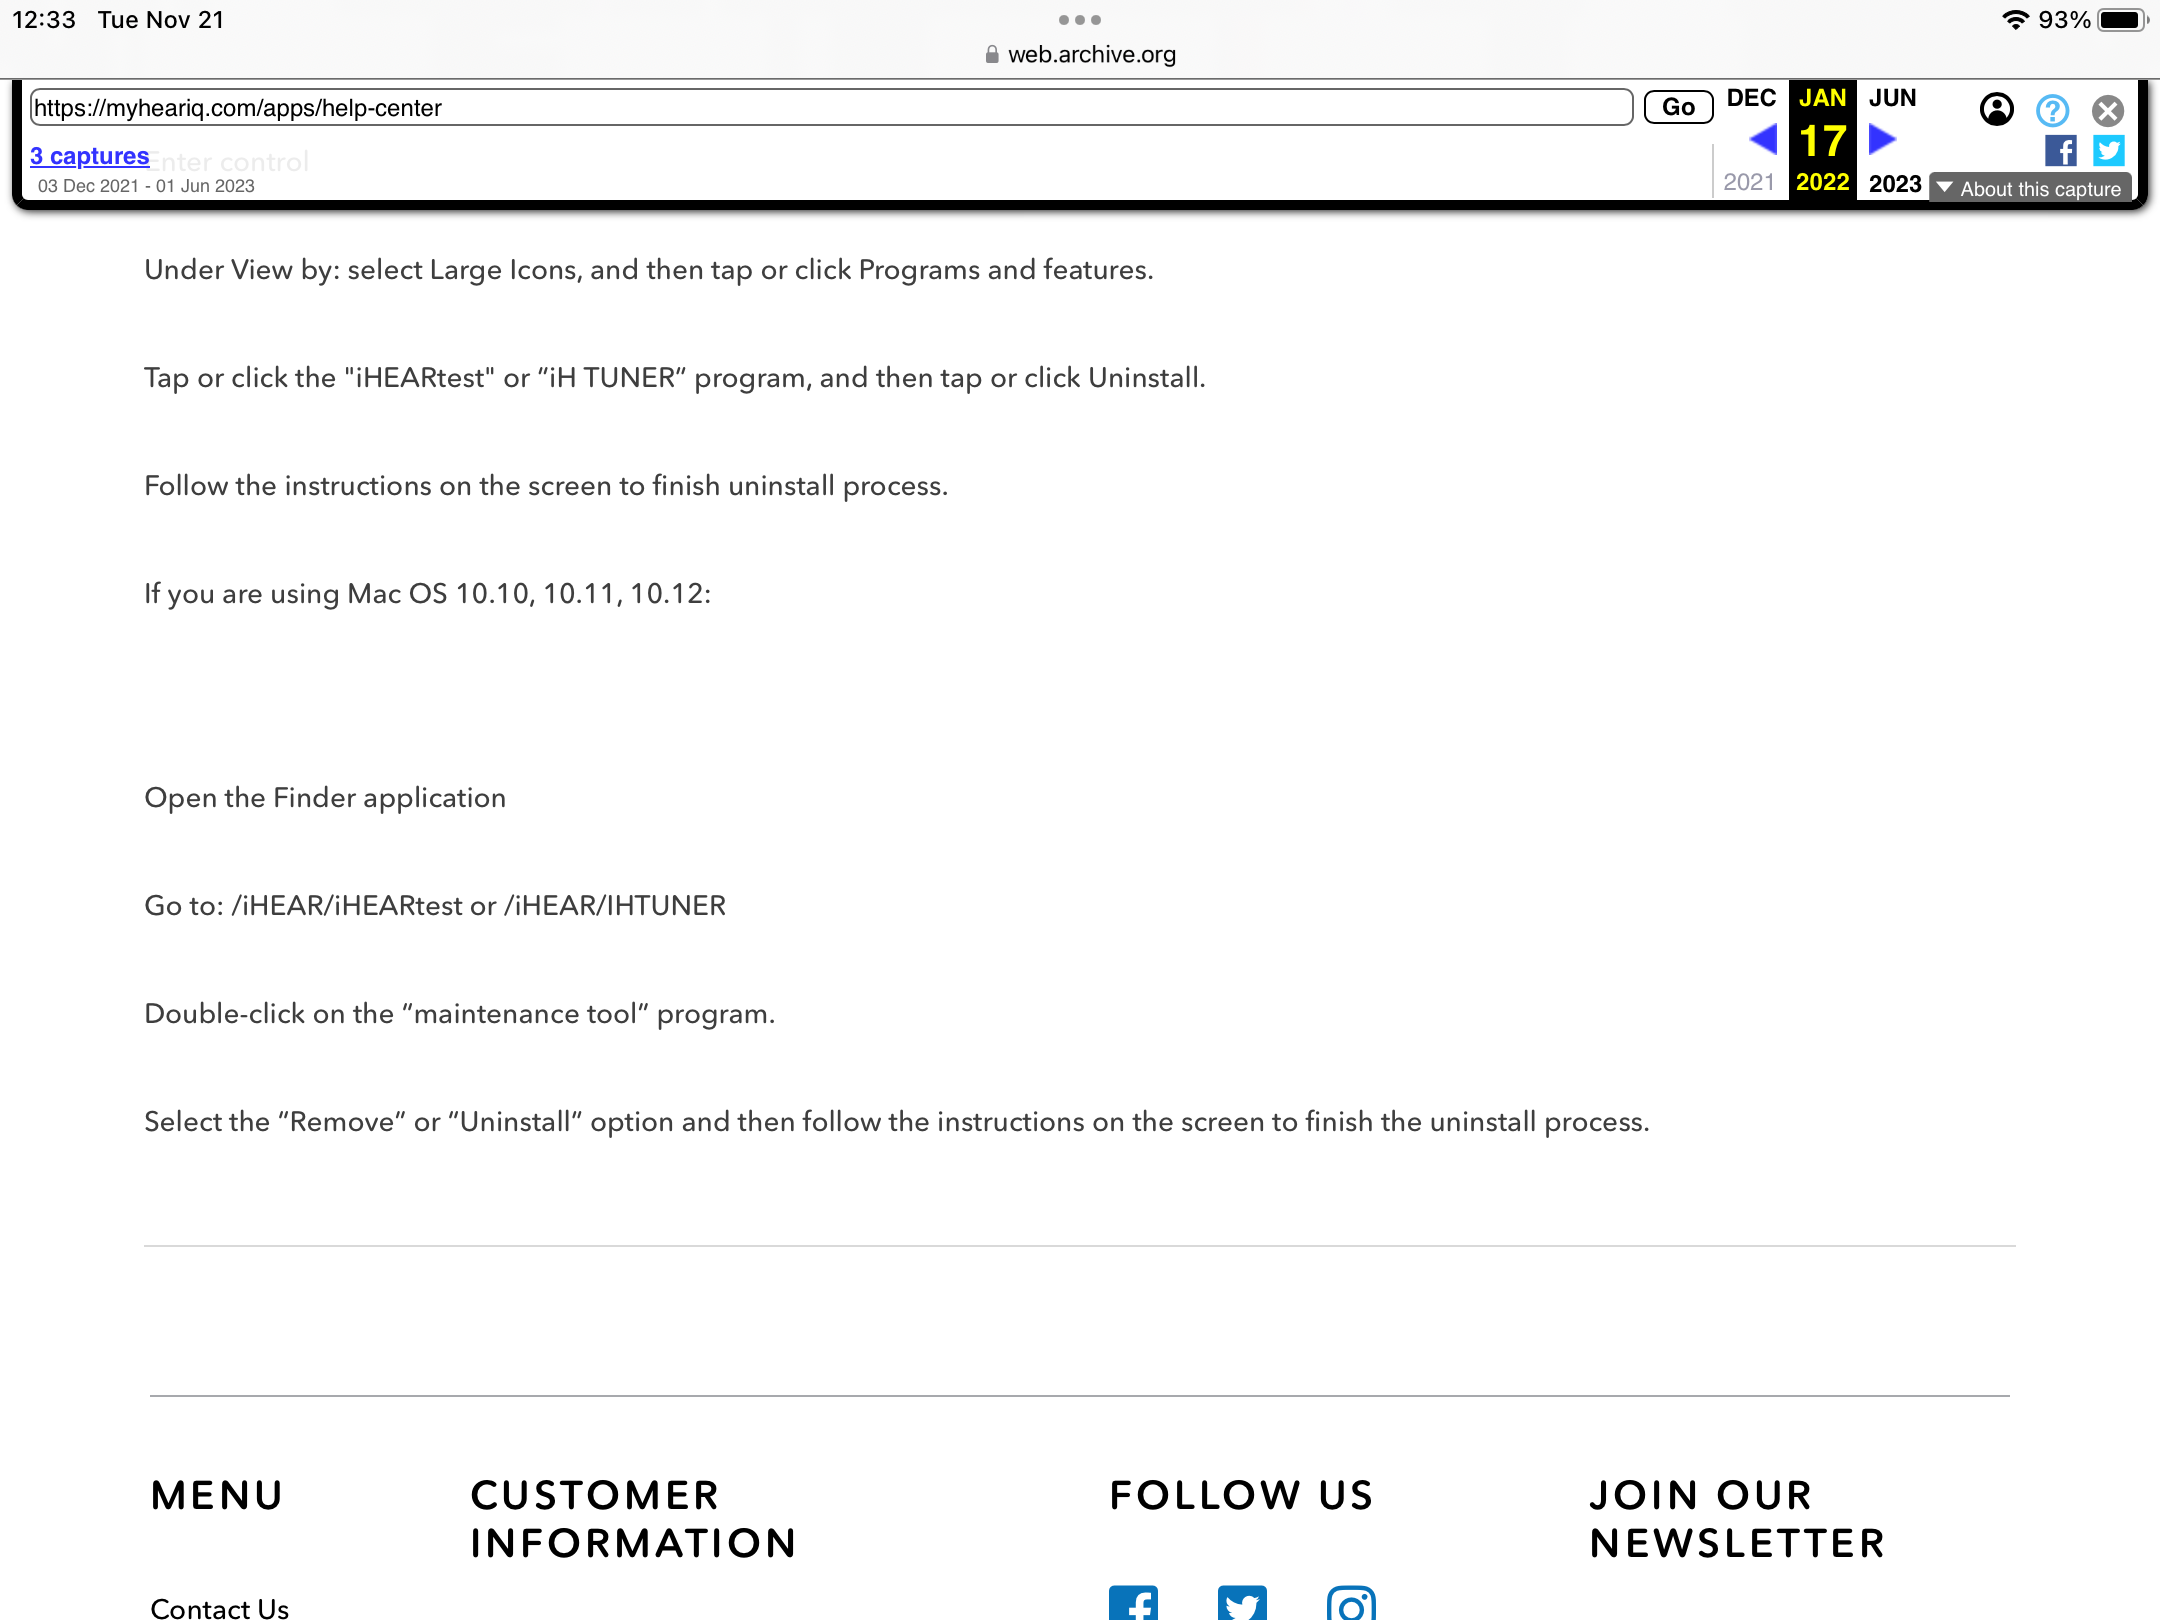 12:33 Tue Nov 21
93%
web.archive.org
https://myheariq.com/apps/help-center
Go
DEC JAN JUN
17
2021 2022 2023
3 captures
Enter control
03 Dec 2021 - 01 Jun 2023
About this capture
Under View by: select Large Icons, and then tap or click Programs and features.
Tap or click the "iHEARtest" or “iH TUNER” program, and then tap or click Uninstall.
Follow the instructions on the screen to finish uninstall process.
If you are using Mac OS 10.10, 10.11, 10.12:
Open the Finder application
Go to: /iHEAR/iHEARtest or /iHEAR/IHTUNER
Double-click on the “maintenance tool” program.
Select the “Remove” or “Uninstall” option and then follow the instructions on the screen to finish the uninstall process.
MENU
Contact Us
CUSTOMER
INFORMATION
FOLLOW US
JOIN OUR
NEWSLETTER